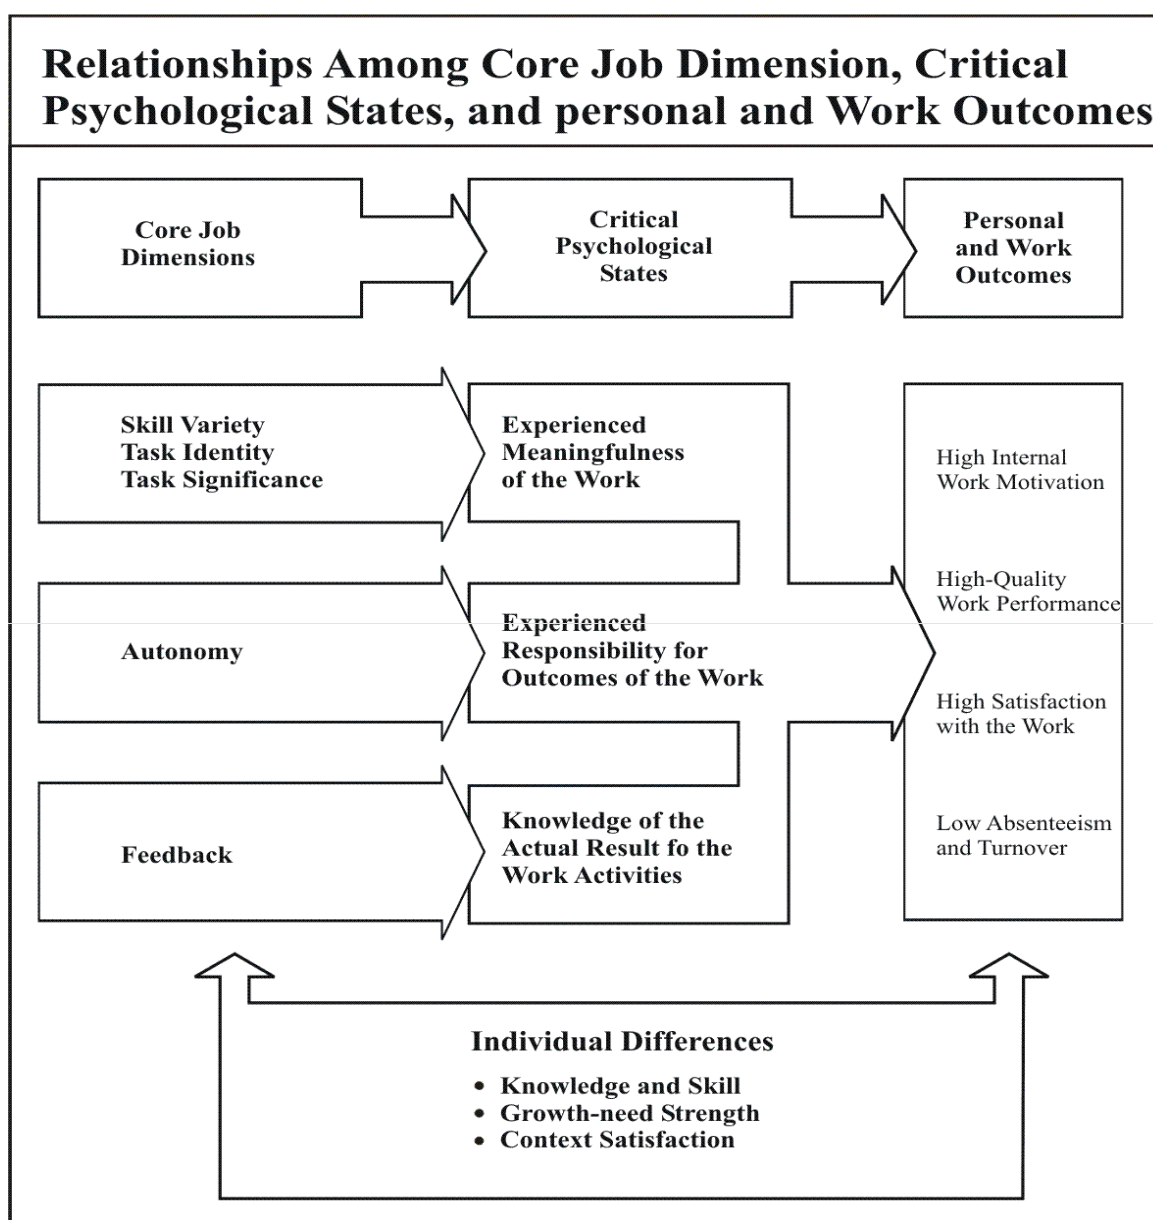 Relationships Among Core Job Dimension, Critical
Psychological States, and personal and Work Outcomes
Core Job
Dimensions
Critical
Psychological
States
Personal
and Work
Outcomes
Skill Variety
Task Identity
Task Significance
Experienced
Meaningfulness
of the Work
High Internal
Work Motivation
High-Quality
Work Performance
High Satisfaction
with the Work
Low Absenteeism
and Turnover
Autonomy
Experienced
Responsibility for
Outcomes of the Work
Feedback
Knowledge of the
Actual Result fo the
Work Activities
Individual Differences
• Knowledge and Skill
• Growth-need Strength
• Context Satisfaction